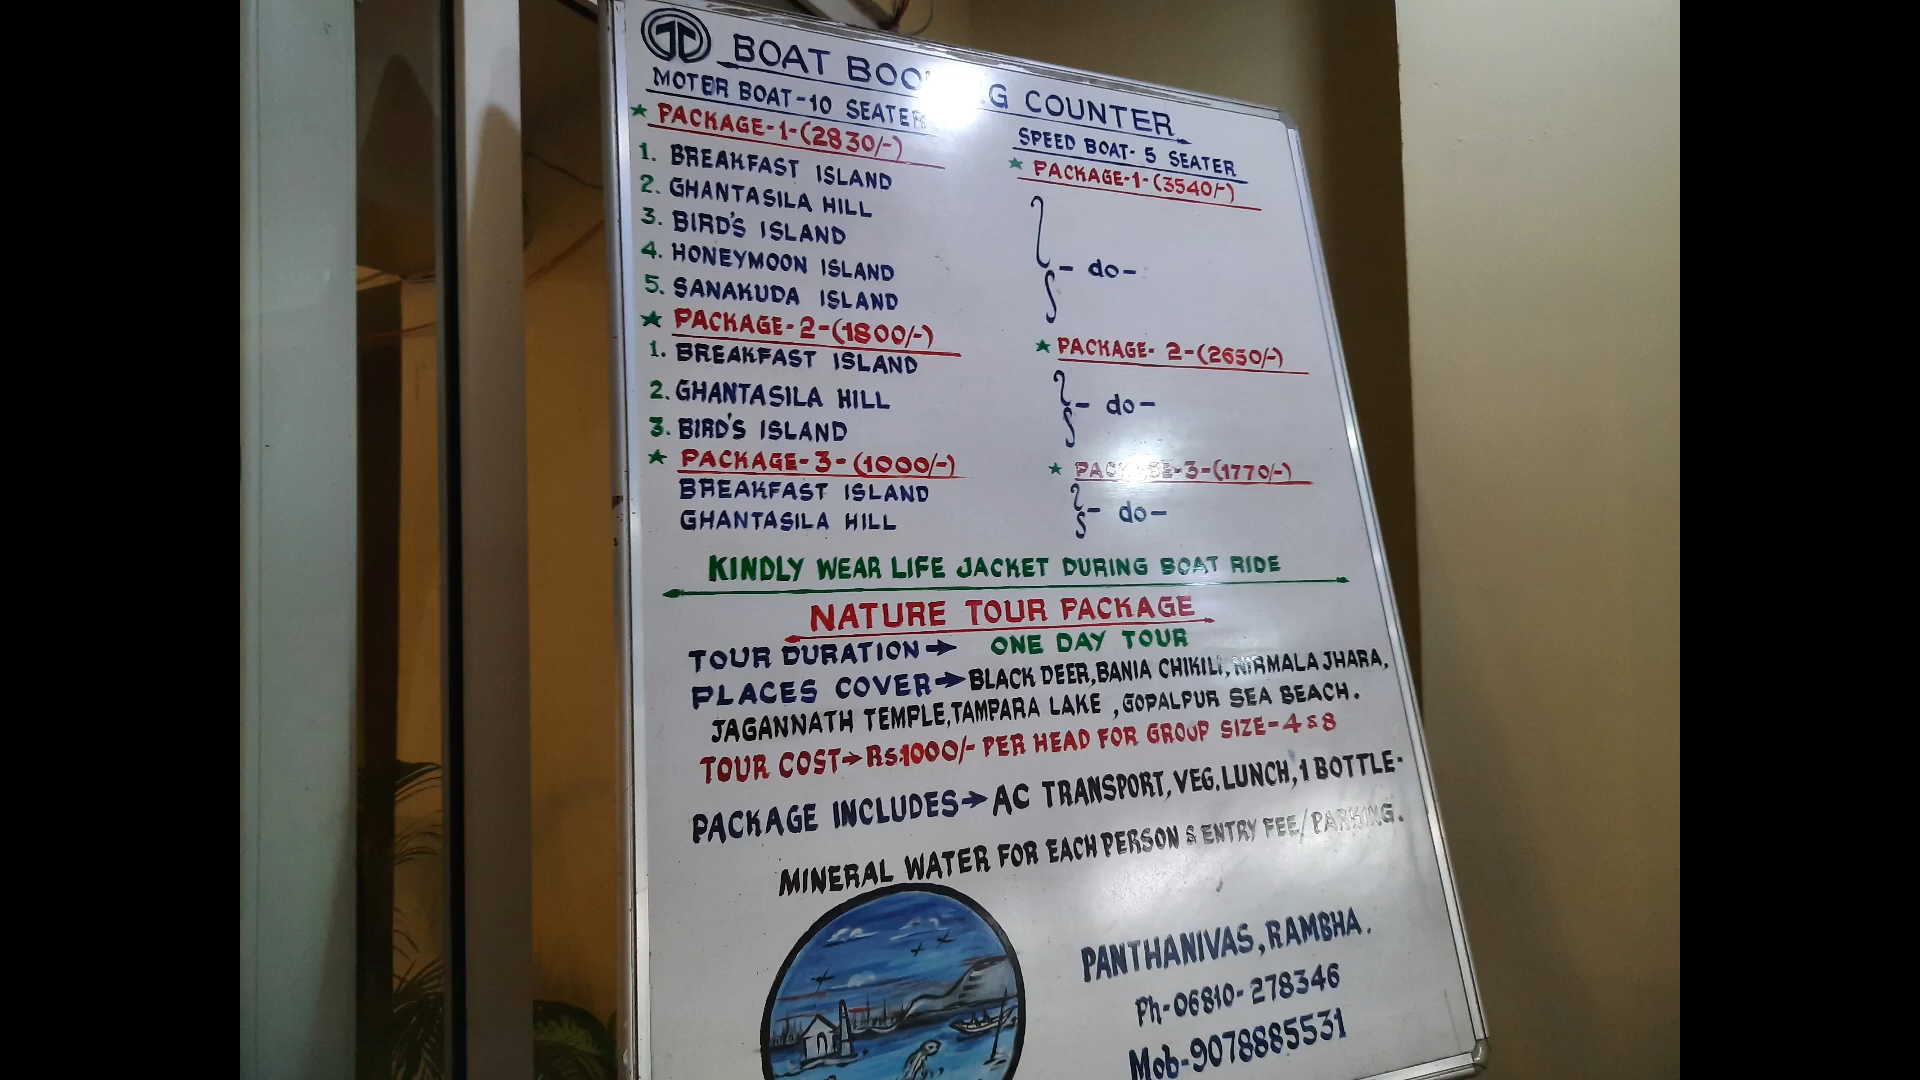 BOAT BOOKING COUNTER
MOTER BOAT-10 SEATER
★ PACKAGE-1-(2830/-)
1. BREAKFAST ISLAND
2. GHANTASILA HILL
3. BIRD'S ISLAND
4. HONEYMOON ISLAND
5. SANAKUDA ISLAND
★ PACKAGE-2-(1800/-)
1. BREAKFAST ISLAND
2. GHANTASILA HILL
3. BIRD'S ISLAND
★ PACKAGE-3-(1000/-)
BREAKFAST ISLAND
GHANTASILA HILL
SPEED BOAT-5 SEATER
★ PACKAGE-1-(3540/-)
- do -
★ PACKAGE-2-(2650/-)
- do -
★ PACKAGE-3-(1770/-)
- do -
KINDLY WEAR LIFE JACKET DURING BOAT RIDE
NATURE TOUR PACKAGE
TOUR DURATION → ONE DAY TOUR
PLACES COVER → BLACK DEER, BANIA CHIKILI, NIRMALA JHARA,
JAGANNATH TEMPLE, TAMPARA LAKE, GOPALPUR SEA BEACH.
TOUR COST → Rs.1000/- PER HEAD FOR GROUP SIZE-4 & 8
PACKAGE INCLUDES → AC TRANSPORT, VEG. LUNCH, 1 BOTTLE-
MINERAL WATER FOR EACH PERSON & ENTRY FEE/PARKING.
PANTHANIVAS, RAMBHA.
Ph-06810-278346
Mob-9078885531